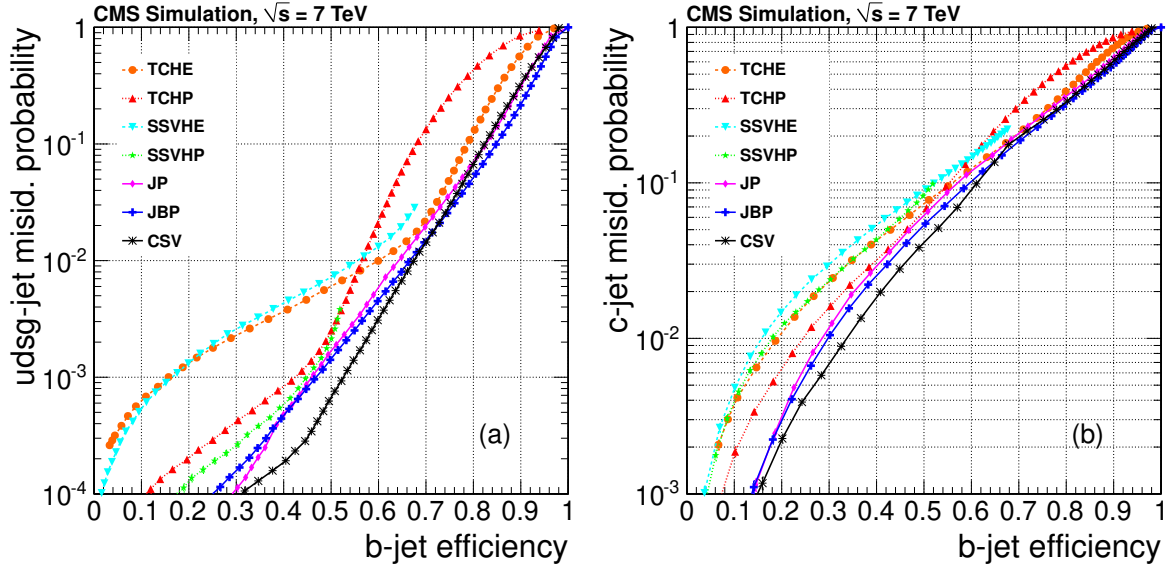 CMS Simulation, √s = 7 TeV
udsg-jet misid. probability
1
10⁻¹
10⁻²
10⁻³
10⁻⁴
TCHE
TCHP
SSVHE
SSVHP
JP
JBP
CSV
(a)
0 0.1 0.2 0.3 0.4 0.5 0.6 0.7 0.8 0.9 1
b-jet efficiency
CMS Simulation, √s = 7 TeV
c-jet misid. probability
1
10⁻¹
10⁻²
10⁻³
TCHE
TCHP
SSVHE
SSVHP
JP
JBP
CSV
(b)
0 0.1 0.2 0.3 0.4 0.5 0.6 0.7 0.8 0.9 1
b-jet efficiency